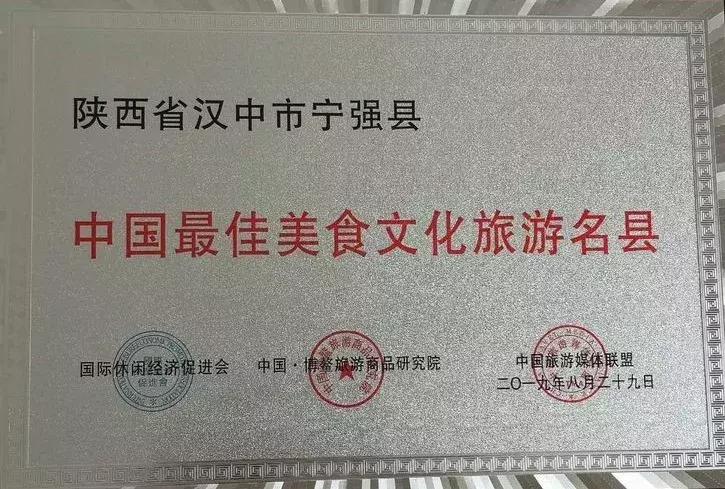 陕西省汉中市宁强县
中国最佳美食文化旅游名县
国际休闲经济促进会
中国·博鳌旅游商品研究院
中国旅游媒体联盟
二〇一九年八月二十九日